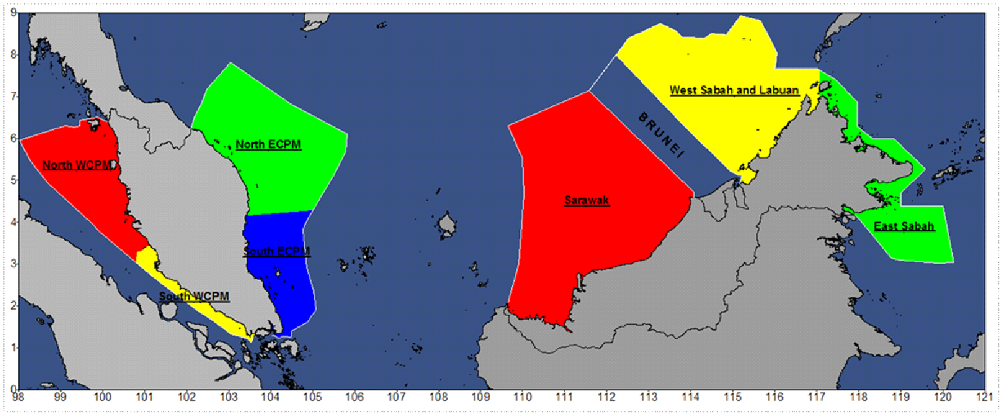 9
8
7
6
5
4
3
2
1
0
West Sabah and Labuan
BRUNEI
North ECPM
North WCPM
Sarawak
East Sabah
South ECPM
South WCPM
98 99 100 101 102 103 104 105 106 107 108 109 110 111 112 113 114 115 116 117 118 119 120 121